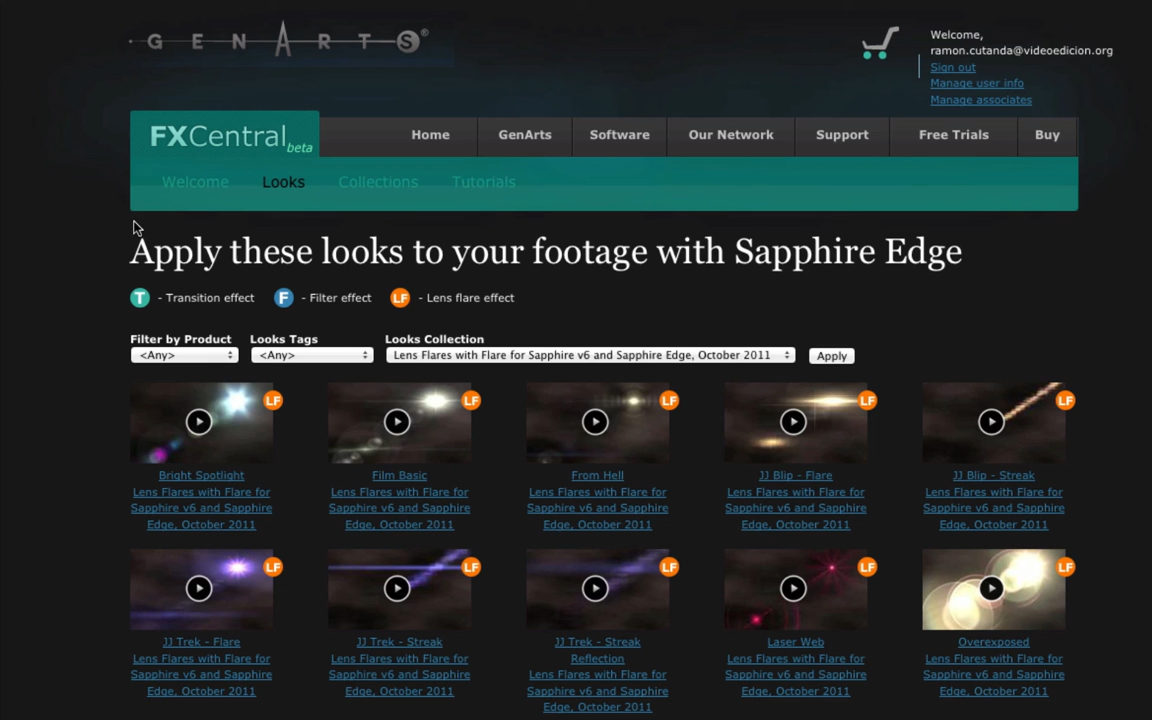 GENARTS®
Welcome,
ramon.cutanda@videoedicion.org
Sign out
Manage user info
Manage associates
FXCentral beta
Home GenArts Software Our Network Support Free Trials Buy
Welcome Looks Collections Tutorials
Apply these looks to your footage with Sapphire Edge
T - Transition effect F - Filter effect LF - Lens flare effect
Filter by Product Looks Tags Looks Collection
<Any> <Any> Lens Flares with Flare for Sapphire v6 and Sapphire Edge, October 2011 Apply
LF LF LF LF LF
Bright Spotlight
Lens Flares with Flare for
Sapphire v6 and Sapphire
Edge, October 2011
Film Basic
Lens Flares with Flare for
Sapphire v6 and Sapphire
Edge, October 2011
From Hell
Lens Flares with Flare for
Sapphire v6 and Sapphire
Edge, October 2011
JJ Blip - Flare
Lens Flares with Flare for
Sapphire v6 and Sapphire
Edge, October 2011
JJ Blip - Streak
Lens Flares with Flare for
Sapphire v6 and Sapphire
Edge, October 2011
LF LF LF LF LF
JJ Trek - Flare
Lens Flares with Flare for
Sapphire v6 and Sapphire
Edge, October 2011
JJ Trek - Streak
Lens Flares with Flare for
Sapphire v6 and Sapphire
Edge, October 2011
JJ Trek - Streak
Reflection
Lens Flares with Flare for
Sapphire v6 and Sapphire
Edge, October 2011
Laser Web
Lens Flares with Flare for
Sapphire v6 and Sapphire
Edge, October 2011
Overexposed
Lens Flares with Flare for
Sapphire v6 and Sapphire
Edge, October 2011